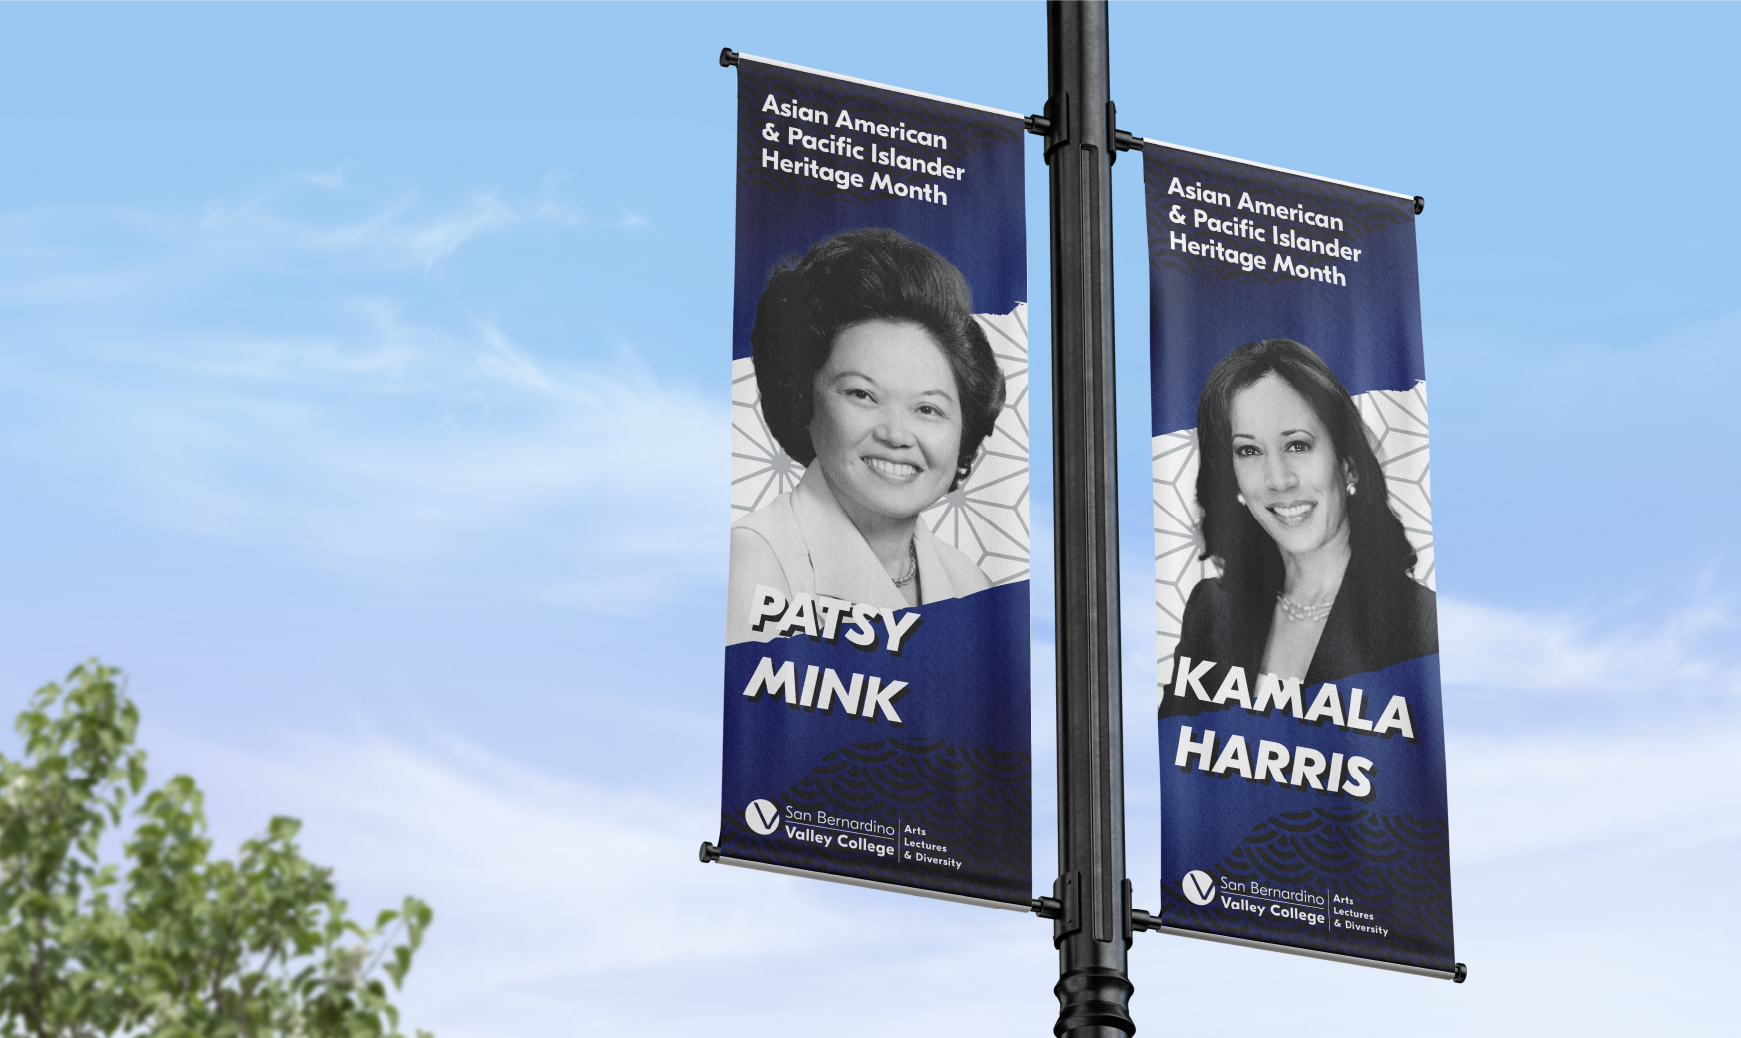 Asian American
& Pacific Islander
Heritage Month
PATSY
MINK
San Bernardino
Valley College
Arts
Lectures
& Diversity
Asian American
& Pacific Islander
Heritage Month
KAMALA
HARRIS
San Bernardino
Valley College
Arts
Lectures
& Diversity